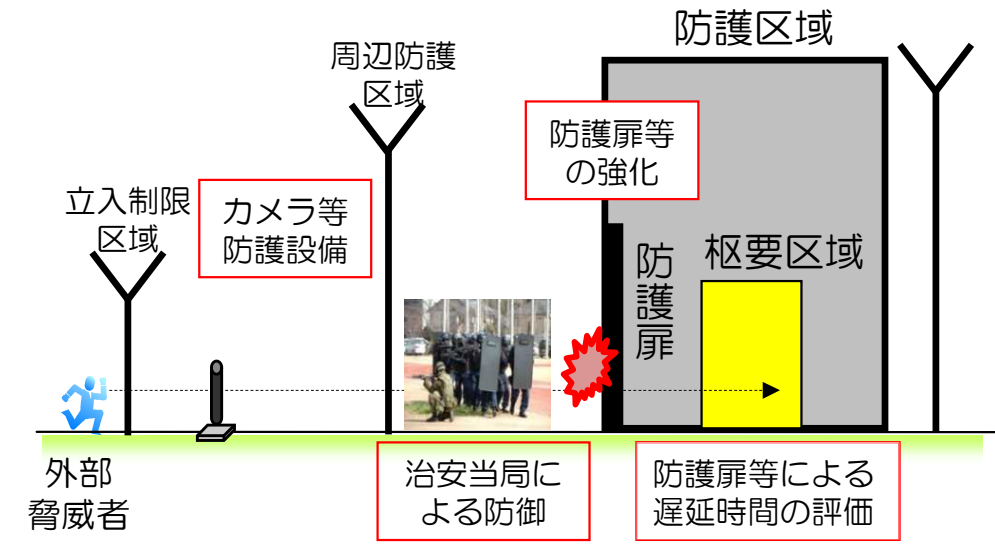 防護区域
周辺防護
区域
防護扉等
の強化
立入制限
区域
カメラ等
防護設備
防護扉
枢要区域
外部
脅威者
治安当局に
よる防御
防護扉等による
遅延時間の評価